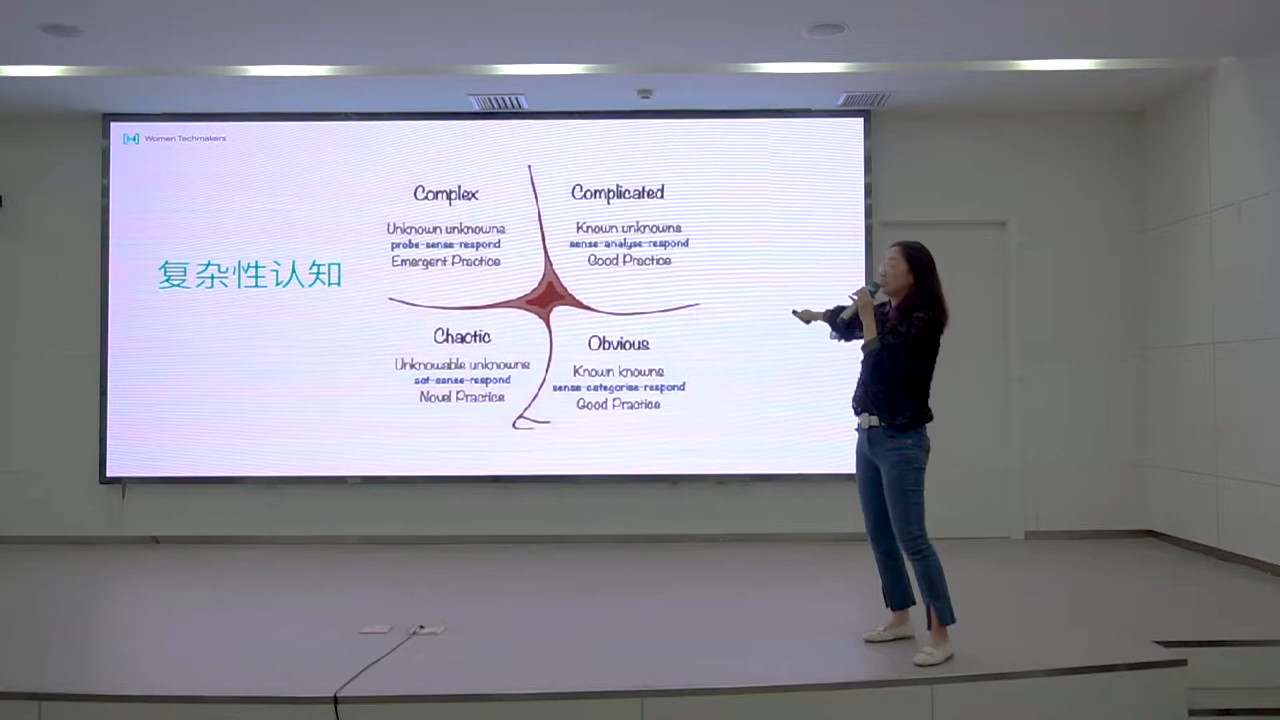 Women Techmakers
复杂性认知
Complex
Unknown unknowns
probe-sense-respond
Emergent Practice
Complicated
Known unknowns
sense-analyse-respond
Good Practice
Chaotic
Unknowable unknowns
act-sense-respond
Novel Practice
Obvious
Known knowns
sense-categorise-respond
Good Practice